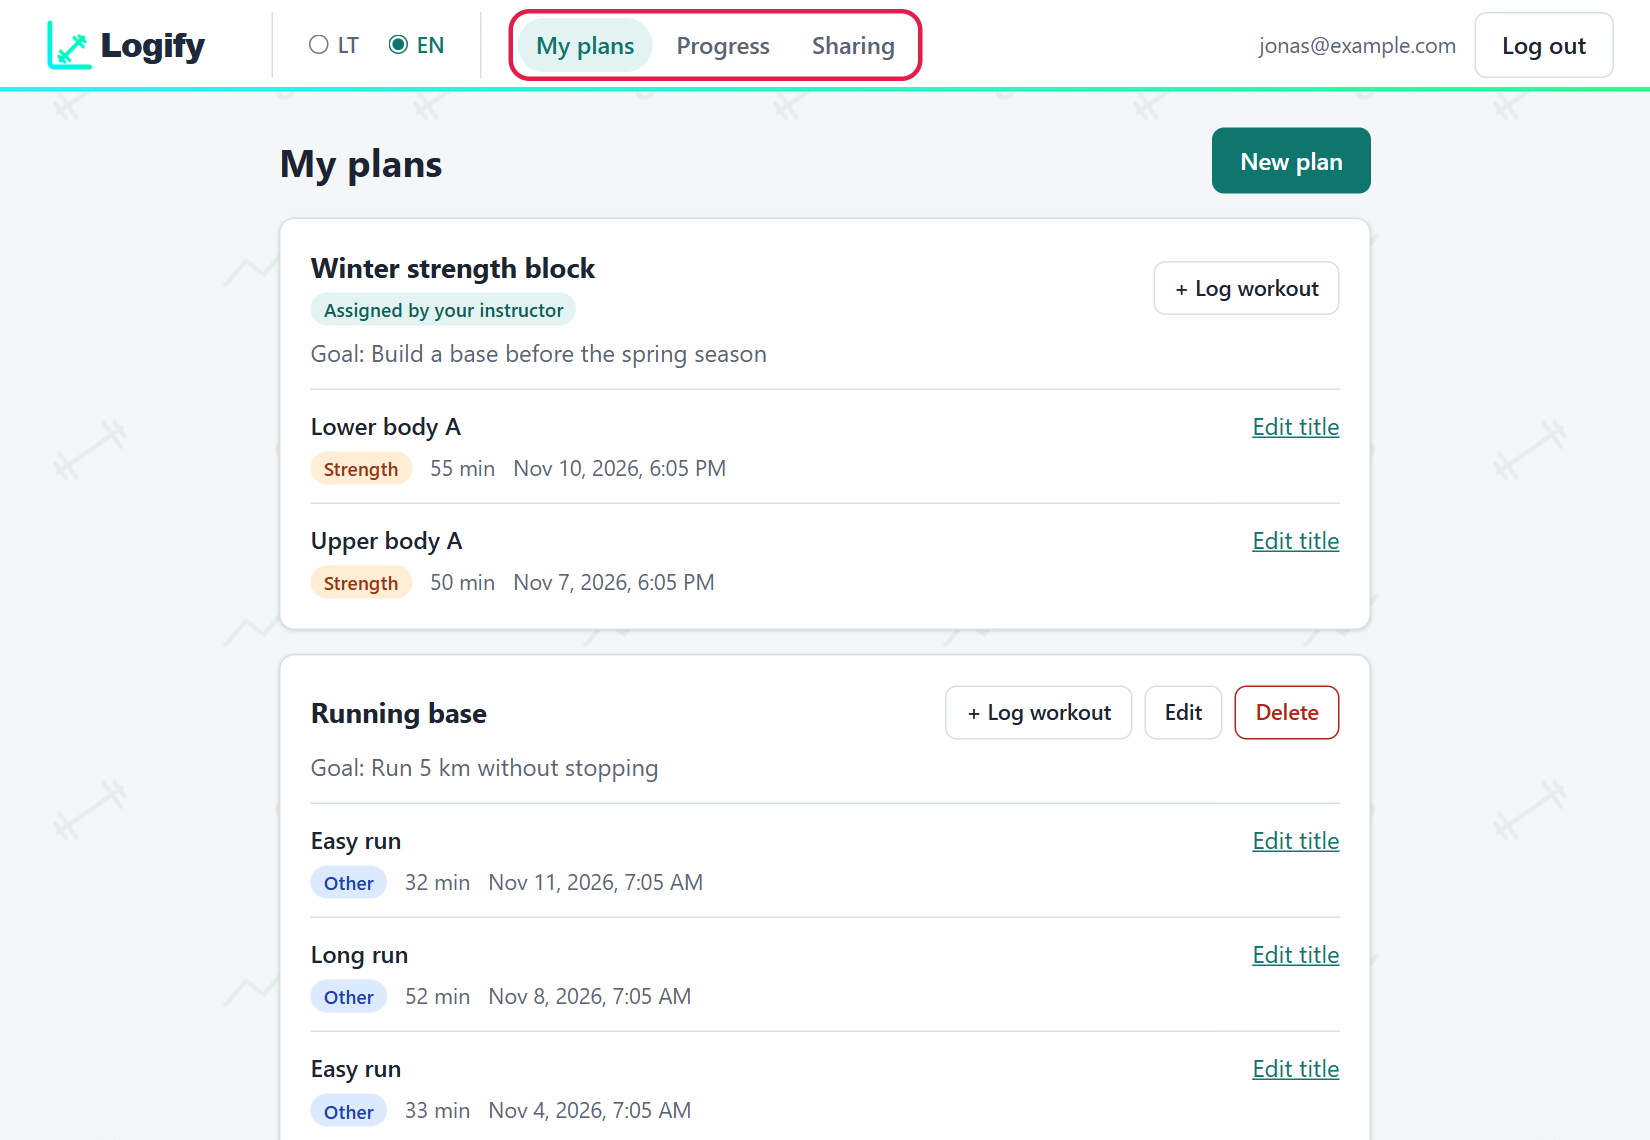 Logify
LT EN
My plans Progress Sharing
jonas@example.com
Log out
My plans
New plan
Winter strength block
+ Log workout
Assigned by your instructor
Goal: Build a base before the spring season
Lower body A
Edit title
Strength 55 min Nov 10, 2026, 6:05 PM
Upper body A
Edit title
Strength 50 min Nov 7, 2026, 6:05 PM
Running base
+ Log workout Edit Delete
Goal: Run 5 km without stopping
Easy run
Edit title
Other 32 min Nov 11, 2026, 7:05 AM
Long run
Edit title
Other 52 min Nov 8, 2026, 7:05 AM
Easy run
Edit title
Other 33 min Nov 4, 2026, 7:05 AM